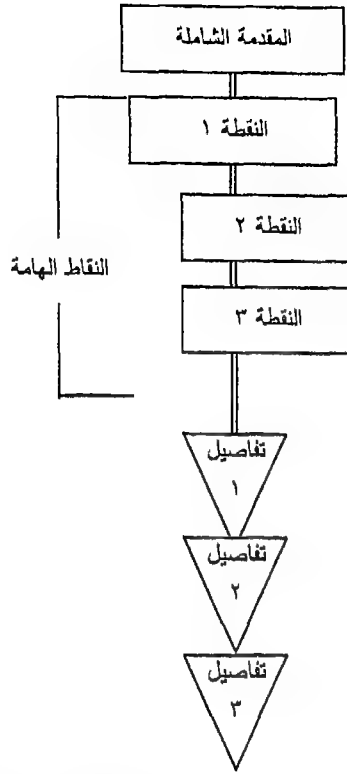 المقدمة الشاملة
النقطة ١
النقطة ٢
النقاط الهامة
النقطة ٣
تفاصيل
١
تفاصيل
٢
تفاصيل
٣